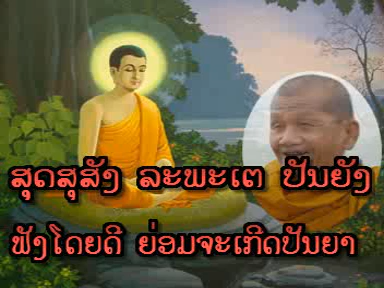 ສຸດສຸສັງ ລະພະເຕ ປັນຍັງ
ຟັງໂດຍດີ ຍ່ອມຈະເກີດປັນຍາ